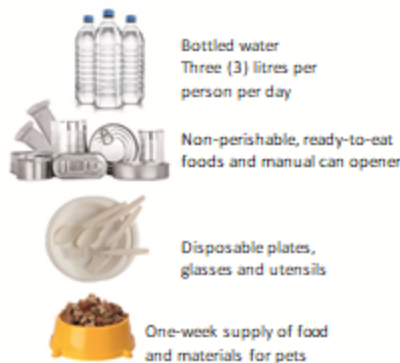 Bottled water
Three (3) litres per
person per day
Non-perishable, ready-to-eat
foods and manual can opener
Disposable plates,
glasses and utensils
One-week supply of food
and materials for pets